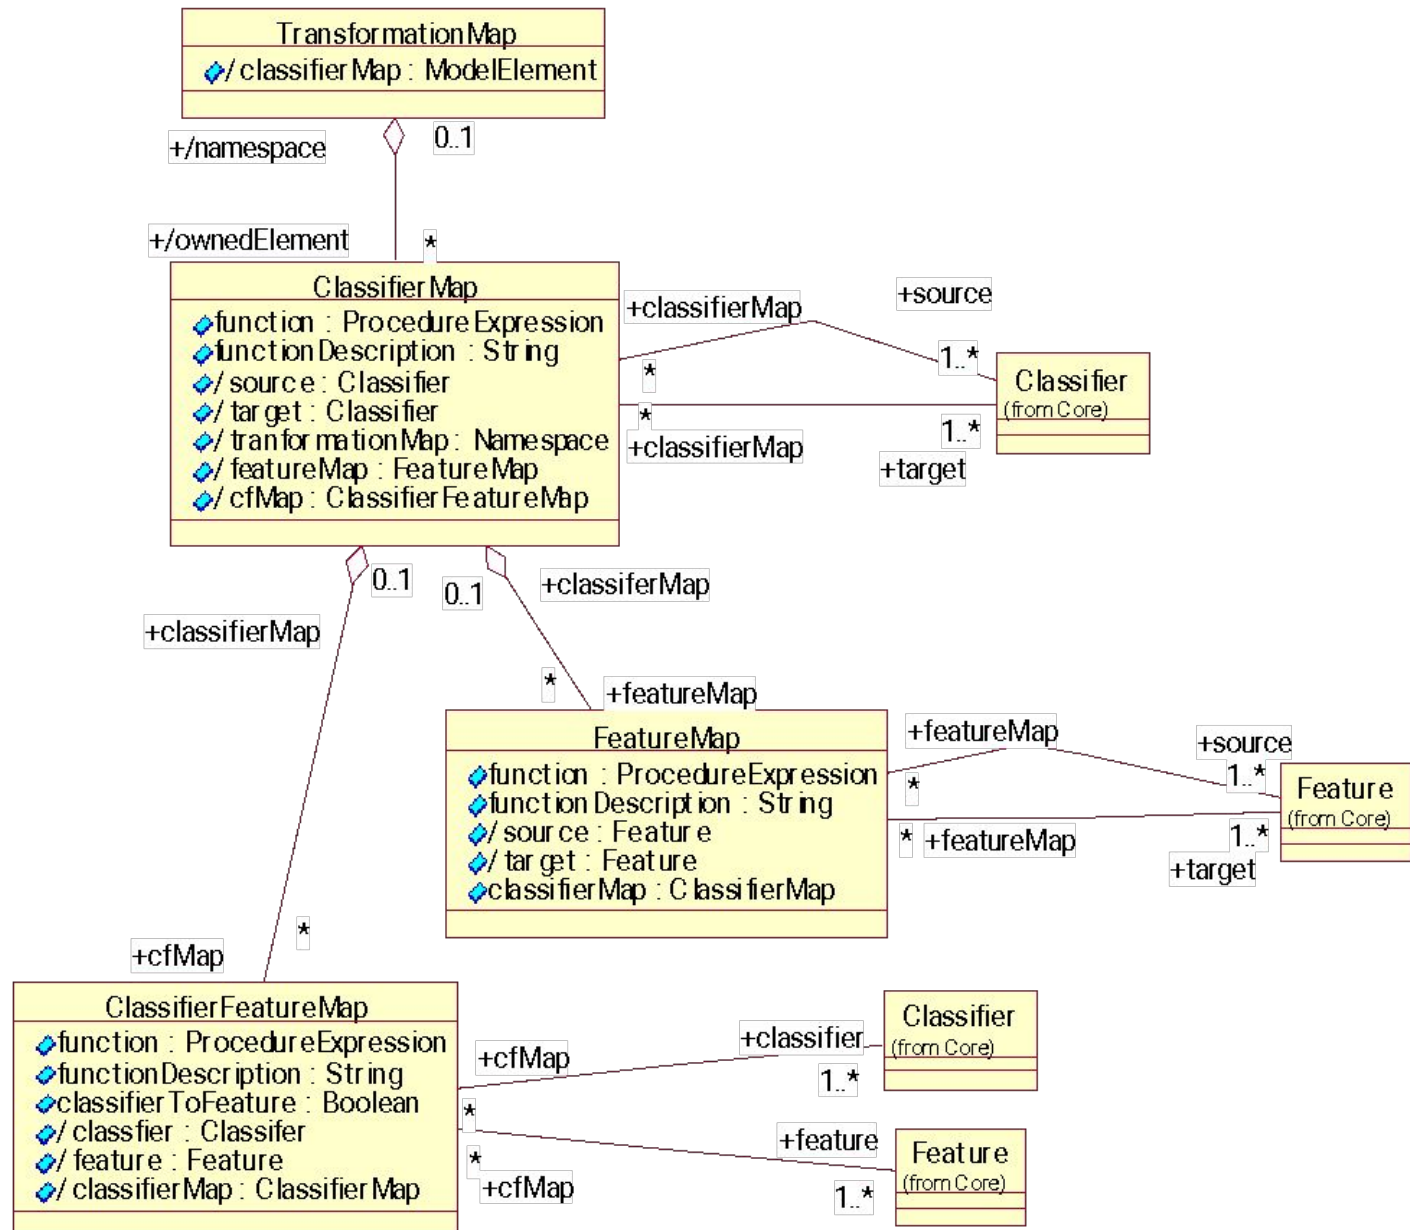 TransformationMap
/ classifierMap : ModelElement
+/namespace
0..1
+/ownedElement
*
ClassifierMap
function : ProcedureExpression
functionDescription : String
/ source : Classifier
/ target : Classifier
/ tranformationMap : Namespace
/ featureMap : FeatureMap
/ cfMap : ClassifierFeatureMap
+classifierMap
+source
*
1..*
Classifier
(from Core)
*
+classifierMap
1..*
+target
0..1
+classifierMap
0..1
+classiferMap
*
+featureMap
FeatureMap
function : ProcedureExpression
functionDescription : String
/ source : Feature
/ target : Feature
classifierMap : ClassifierMap
+featureMap
+source
*
1..*
Feature
(from Core)
*
+featureMap
1..*
+target
*
+cfMap
ClassifierFeatureMap
function : ProcedureExpression
functionDescription : String
classifierToFeature : Boolean
/ classfier : Classifer
/ feature : Feature
/ classifierMap : ClassifierMap
+cfMap
+classifier
*
1..*
Classifier
(from Core)
*
+cfMap
+feature
1..*
Feature
(from Core)